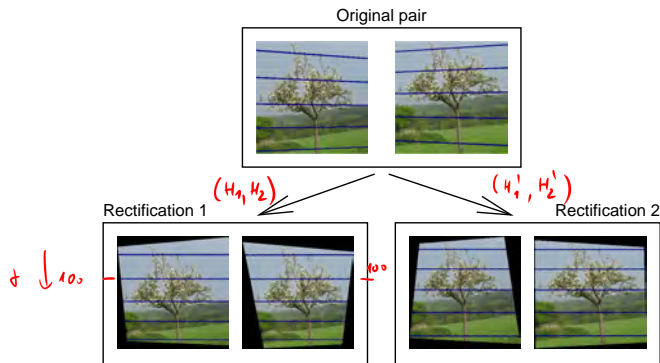 Original pair
(H₁, H₂)
(H₁', H₂')
Rectification 1
Rectification 2
↓ 100
100